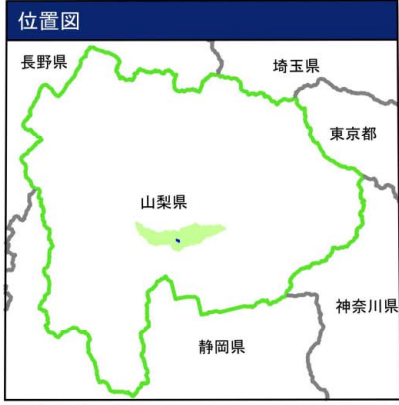 位置図
長野県
埼玉県
東京都
山梨県
神奈川県
静岡県